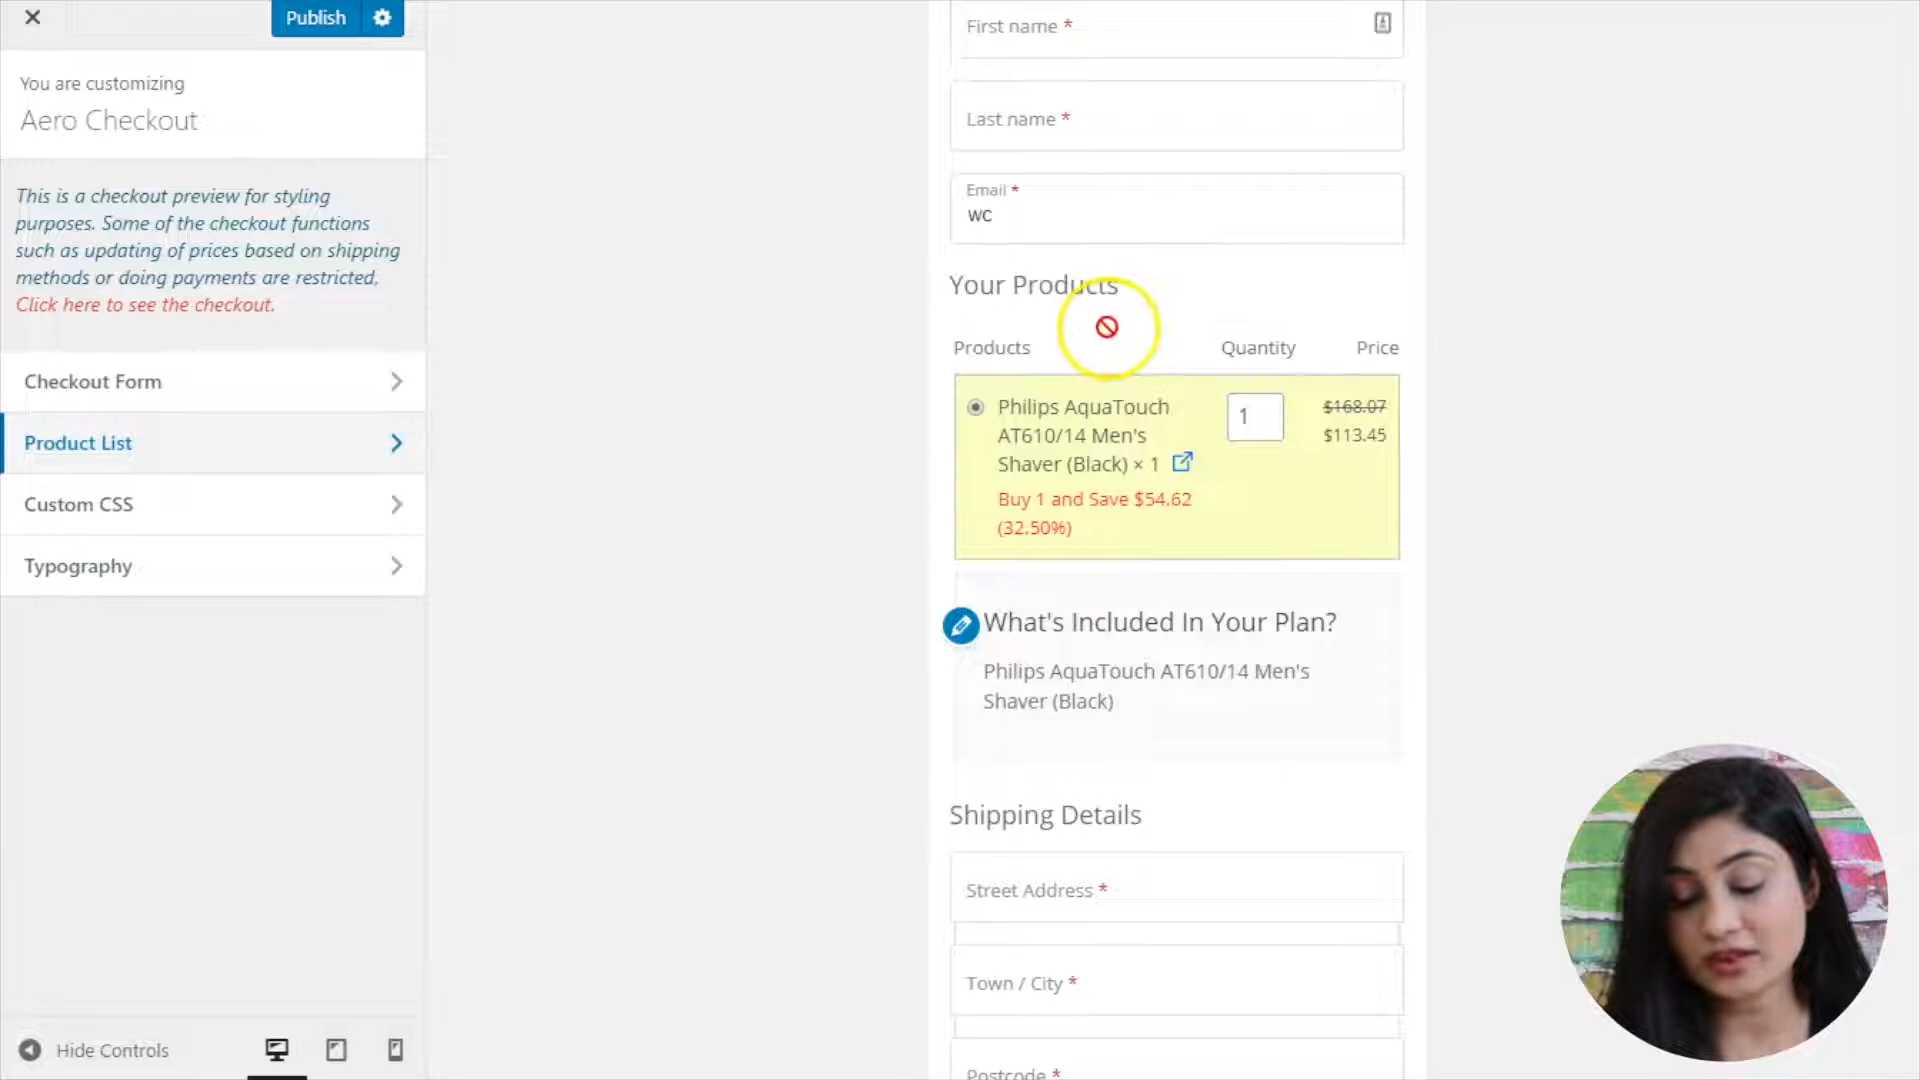 Publish
You are customizing
Aero Checkout
This is a checkout preview for styling
purposes. Some of the checkout functions
such as updating of prices based on shipping
methods or doing payments are restricted,
Click here to see the checkout.
Checkout Form
Product List
Custom CSS
Typography
Hide Controls
First name *
Last name *
Email *
wc
Your Products
Products Quantity Price
Philips AquaTouch
AT610/14 Men's
Shaver (Black) × 1
Buy 1 and Save $54.62
(32.50%)
1
$168.07
$113.45
What's Included In Your Plan?
Philips AquaTouch AT610/14 Men's
Shaver (Black)
Shipping Details
Street Address *
Town / City *
Postcode *